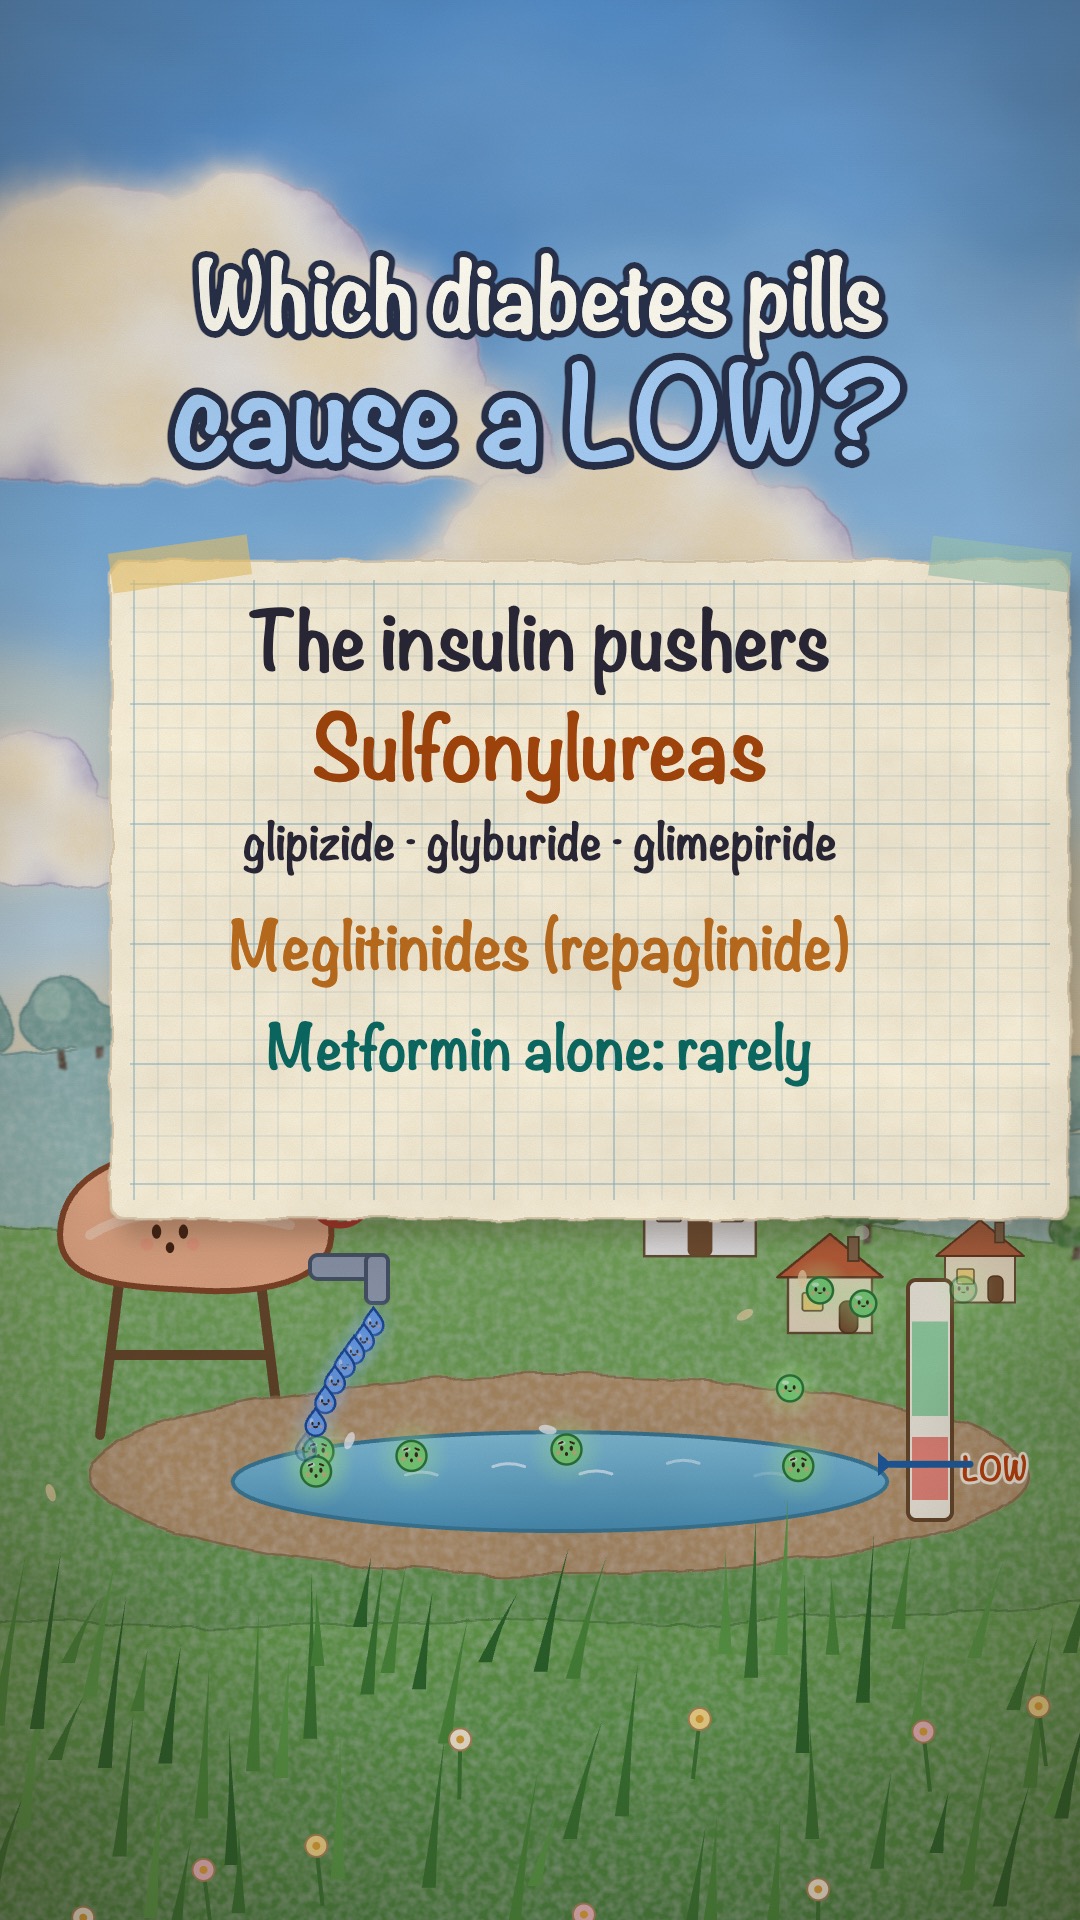 Which diabetes pills
cause a LOW?
The insulin pushers
Sulfonylureas
glipizide - glyburide - glimepiride
Meglitinides (repaglinide)
Metformin alone: rarely
LOW